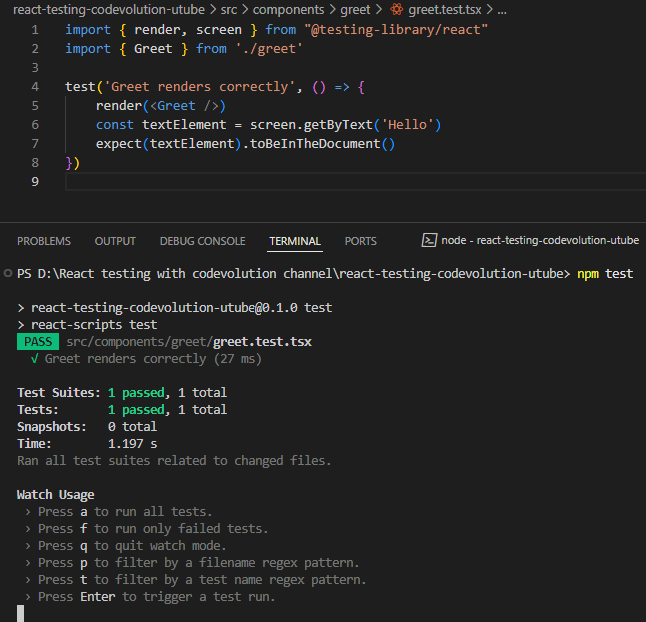 react-testing-codevolution-utube > src > components > greet > greet.test.tsx > ...
1 import { render, screen } from "@testing-library/react"
2 import { Greet } from './greet'
3
4 test('Greet renders correctly', () => {
5     render(<Greet />)
6     const textElement = screen.getByText('Hello')
7     expect(textElement).toBeInTheDocument()
8 })
9
PROBLEMS OUTPUT DEBUG CONSOLE TERMINAL PORTS node - react-testing-codevolution-utube
PS D:\React testing with codevolution channel\react-testing-codevolution-utube> npm test
> react-testing-codevolution-utube@0.1.0 test
> react-scripts test
PASS src/components/greet/greet.test.tsx
√ Greet renders correctly (27 ms)
Test Suites: 1 passed, 1 total
Tests:       1 passed, 1 total
Snapshots:   0 total
Time:        1.197 s
Ran all test suites related to changed files.
Watch Usage
› Press a to run all tests.
› Press f to run only failed tests.
› Press q to quit watch mode.
› Press p to filter by a filename regex pattern.
› Press t to filter by a test name regex pattern.
› Press Enter to trigger a test run.